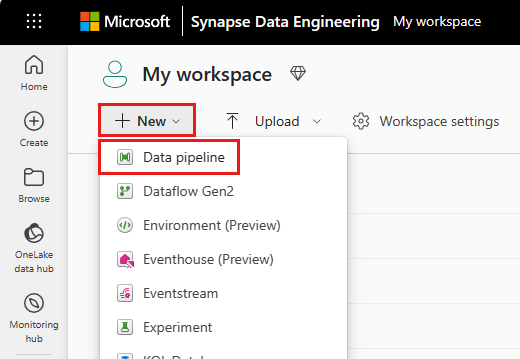 Microsoft Synapse Data Engineering My workspace
Home
Create
Browse
OneLake
data hub
Monitoring
hub
My workspace
New Upload Workspace settings
Data pipeline
Dataflow Gen2
Environment (Preview)
Eventhouse (Preview)
Eventstream
Experiment